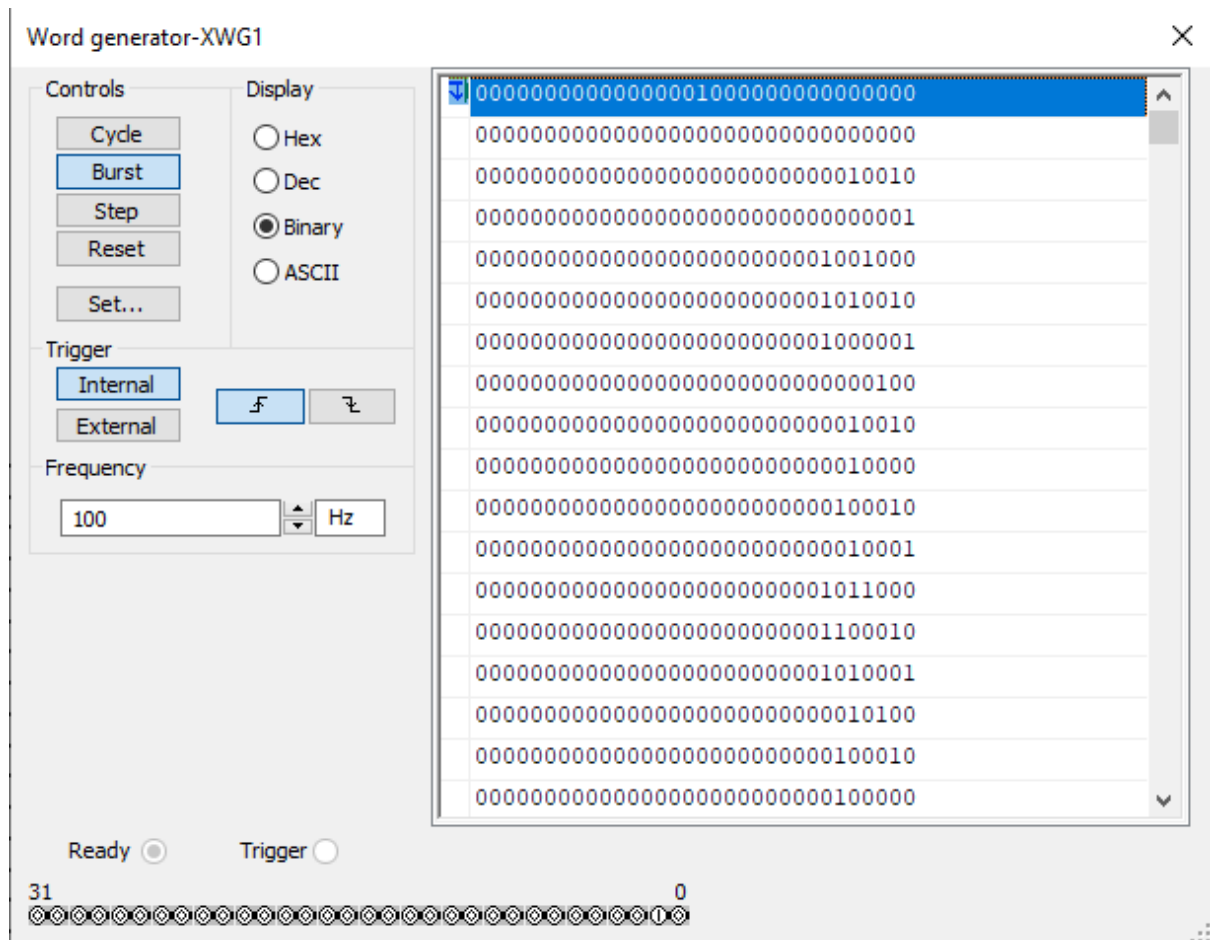 Word generator-XWG1
Controls
Cycle
Burst
Step
Reset
Set...
Display
Hex
Dec
Binary
ASCII
Trigger
Internal
External
Frequency
100
Hz
00000000000000001000000000000000
00000000000000000000000000000000
00000000000000000000000000010010
00000000000000000000000000000001
00000000000000000000000001001000
00000000000000000000000001010010
00000000000000000000000001000001
00000000000000000000000000000100
00000000000000000000000000010010
00000000000000000000000000010000
00000000000000000000000000100010
00000000000000000000000000010001
00000000000000000000000001011000
00000000000000000000000001100010
00000000000000000000000001010001
00000000000000000000000000010100
00000000000000000000000000100010
00000000000000000000000000100000
Ready
Trigger
31 0